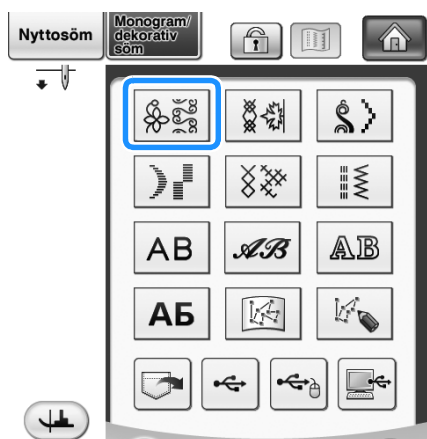 Nyttosöm
Monogram/
dekorativ
söm
AB
AB
AB
АБ